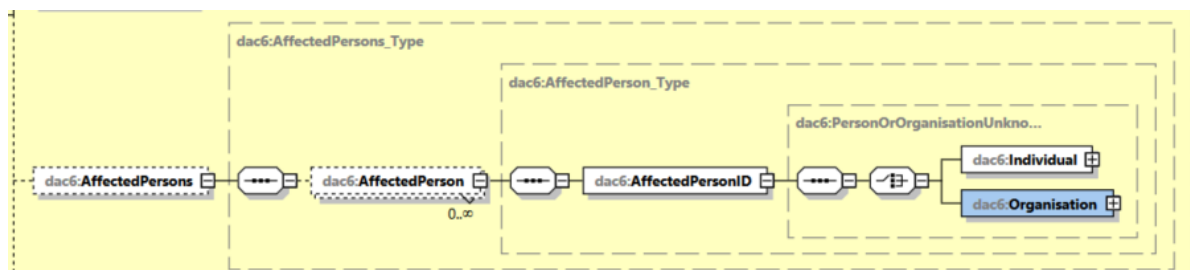 dac6:AffectedPersons_Type
dac6:AffectedPerson_Type
dac6:PersonOrOrganisationUnkno...
dac6:Individual
dac6:AffectedPersons
dac6:AffectedPerson
dac6:AffectedPersonID
dac6:Organisation
0..∞